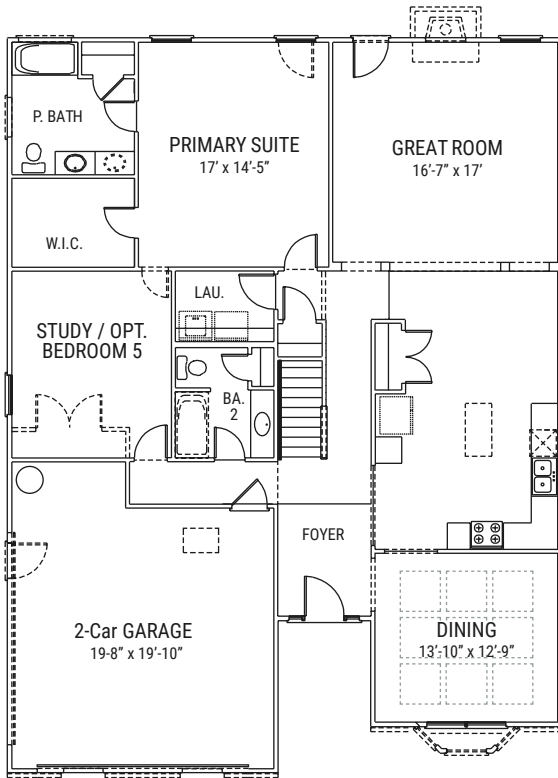 P. BATH
PRIMARY SUITE
17’ x 14’-5”
GREAT ROOM
16’-7” x 17’
W.I.C.
LAU.
STUDY / OPT.
BEDROOM 5
BA.
2
FOYER
2-Car GARAGE
19-8” x 19’-10”
DINING
13’-10” x 12’-9”